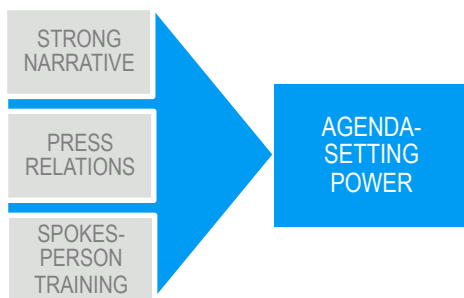 STRONG
NARRATIVE
PRESS
RELATIONS
SPOKES-
PERSON
TRAINING
AGENDA-
SETTING
POWER